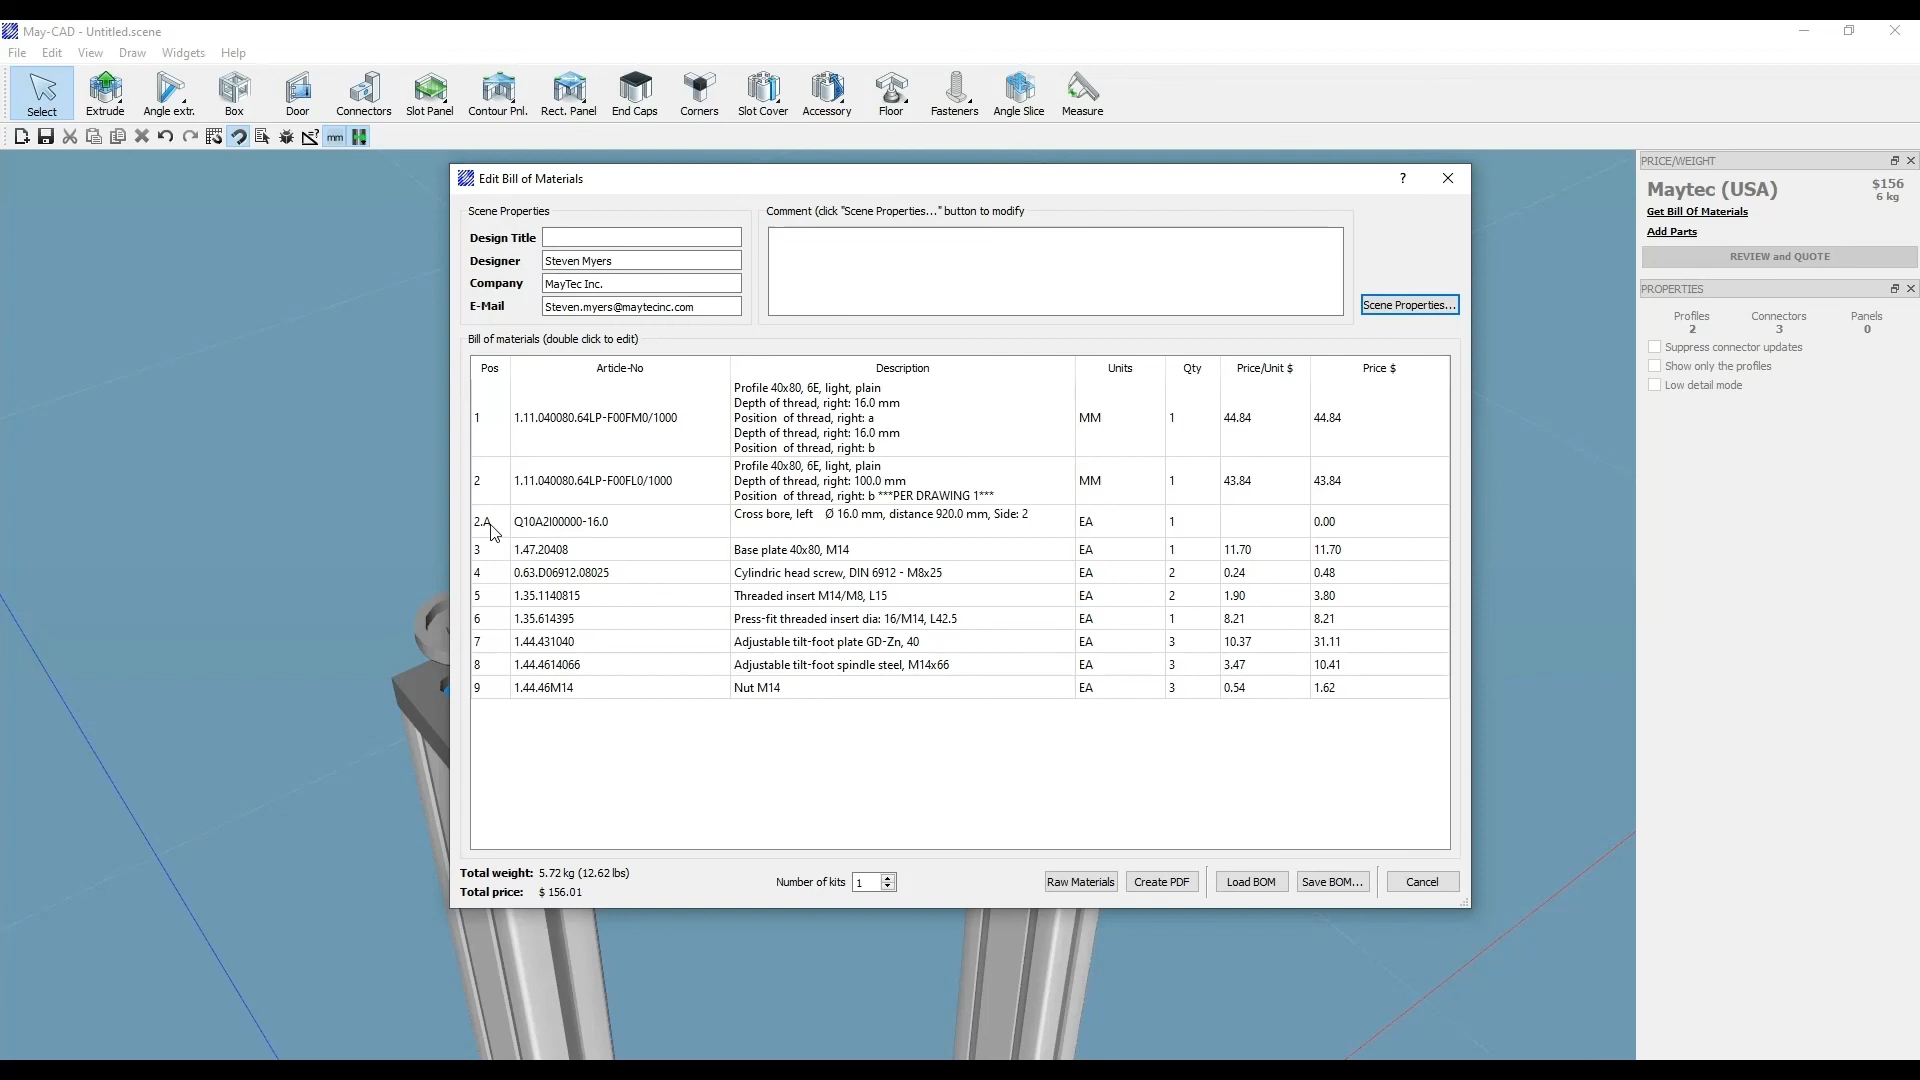 May-CAD - Untitled.scene
File Edit View Draw Widgets Help
Select Extrude Angle extr. Box Door Connectors Slot Panel Contour Pnl. Rect. Panel End Caps Corners Slot Cover Accessory Floor Fasteners Angle Slice Measure
mm
Edit Bill of Materials ?
Scene Properties
Design Title
Designer Steven Myers
Company MayTec Inc.
E-Mail Steven.myers@maytecinc.com
Comment (click "Scene Properties..." button to modify
Scene Properties...
Bill of materials (double click to edit)
Pos Article-No Description Units Qty Price/Unit $ Price $
1 1.11.040080.64LP-F00FM0/1000 Profile 40x80, 6E, light, plain
Depth of thread, right: 16.0 mm
Position of thread, right: a
Depth of thread, right: 16.0 mm
Position of thread, right: b MM 1 44.84 44.84
2 1.11.040080.64LP-F00FL0/1000 Profile 40x80, 6E, light, plain
Depth of thread, right: 100.0 mm
Position of thread, right: b ***PER DRAWING 1*** MM 1 43.84 43.84
2.A Q10A2I00000-16.0 Cross bore, left Ø 16.0 mm, distance 920.0 mm, Side: 2 EA 1 0.00
3 1.47.20408 Base plate 40x80, M14 EA 1 11.70 11.70
4 0.63.D06912.08025 Cylindric head screw, DIN 6912 - M8x25 EA 2 0.24 0.48
5 1.35.1140815 Threaded insert M14/M8, L15 EA 2 1.90 3.80
6 1.35.614395 Press-fit threaded insert dia: 16/M14, L42.5 EA 1 8.21 8.21
7 1.44.431040 Adjustable tilt-foot plate GD-Zn, 40 EA 3 10.37 31.11
8 1.44.4614066 Adjustable tilt-foot spindle steel, M14x66 EA 3 3.47 10.41
9 1.44.46M14 Nut M14 EA 3 0.54 1.62
Total weight: 5.72 kg (12.62 lbs)
Total price: $ 156.01
Number of kits 1
Raw Materials Create PDF Load BOM Save BOM... Cancel
PRICE/WEIGHT
Maytec (USA) $156
6 kg
Get Bill Of Materials
Add Parts
REVIEW and QUOTE
PROPERTIES
Profiles Connectors Panels
2 3 0
Suppress connector updates
Show only the profiles
Low detail mode